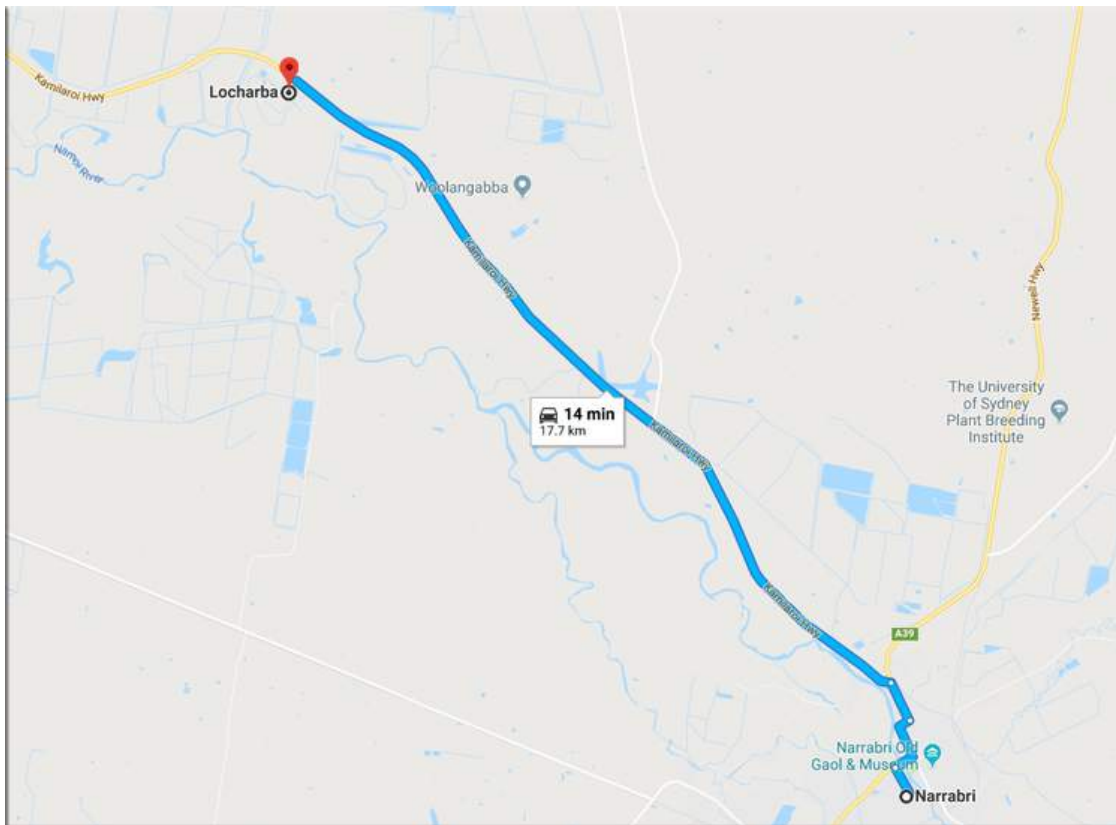 Kamilaroi Hwy
Locharba
Namoi River
Woolangabba
Kamilaroi Hwy
Newell Hwy
The University
of Sydney
Plant Breeding
Institute
14 min
17.7 km
Kamilaroi Hwy
Kamilaroi Hwy
A39
Narrabri Old
Gaol & Museum
Narrabri